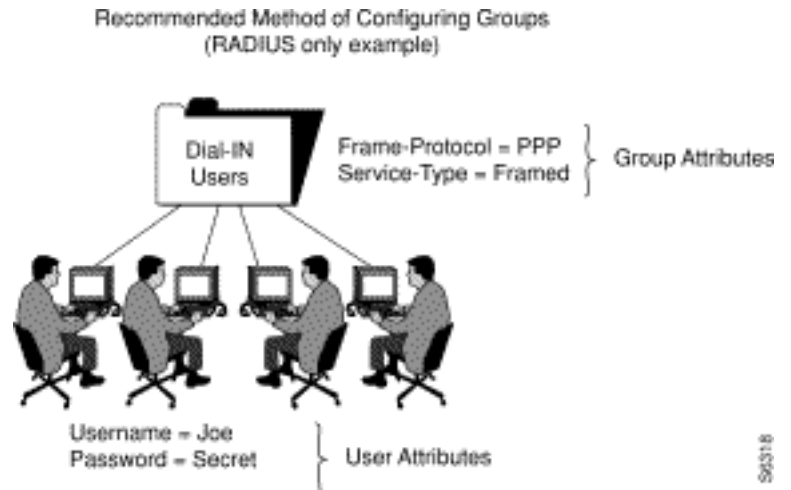 Recommended Method of Configuring Groups
(RADIUS only example)
Dial-IN
Users
Frame-Protocol = PPP
Service-Type = Framed
Group Attributes
Username = Joe
Password = Secret
User Attributes
S6318